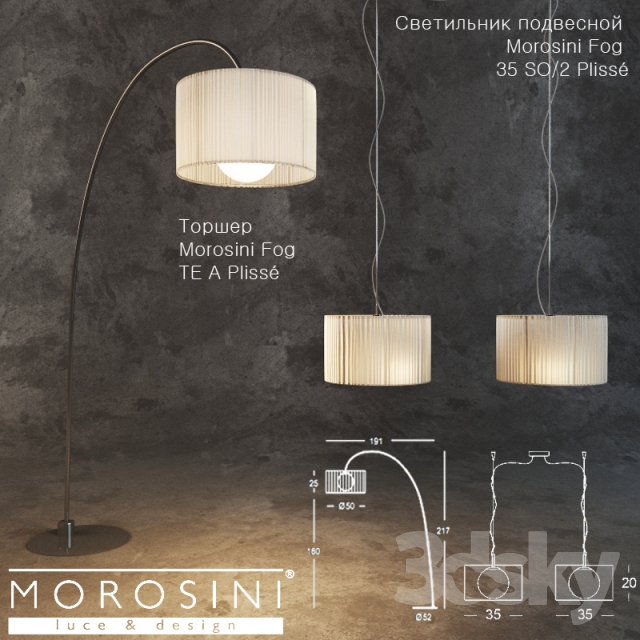 Светильник подвесной
Morosini Fog
35 SO/2 Plissé
Торшер
Morosini Fog
TE A Plissé
191
25
Ø50
217
160
Ø52
35
35
20
3dsky
MOROSINI®
luce & design